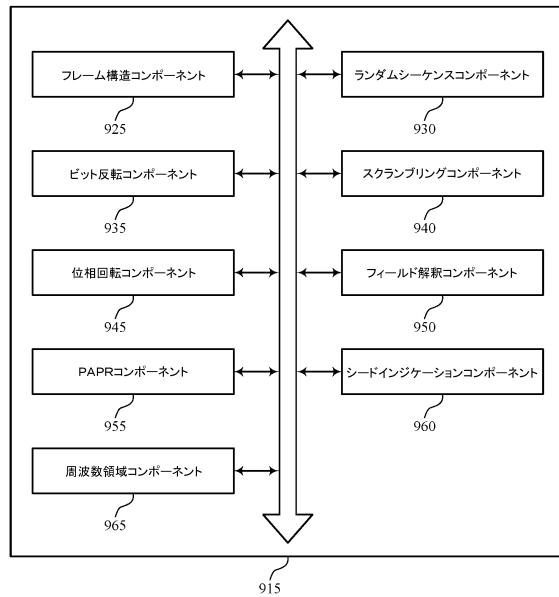 フレーム構造コンポーネント
925
ランダムシーケンスコンポーネント
930
ビット反転コンポーネント
935
スクランブリングコンポーネント
940
位相回転コンポーネント
945
フィールド解釈コンポーネント
950
PAPRコンポーネント
955
シードインジケーションコンポーネント
960
周波数領域コンポーネント
965
915